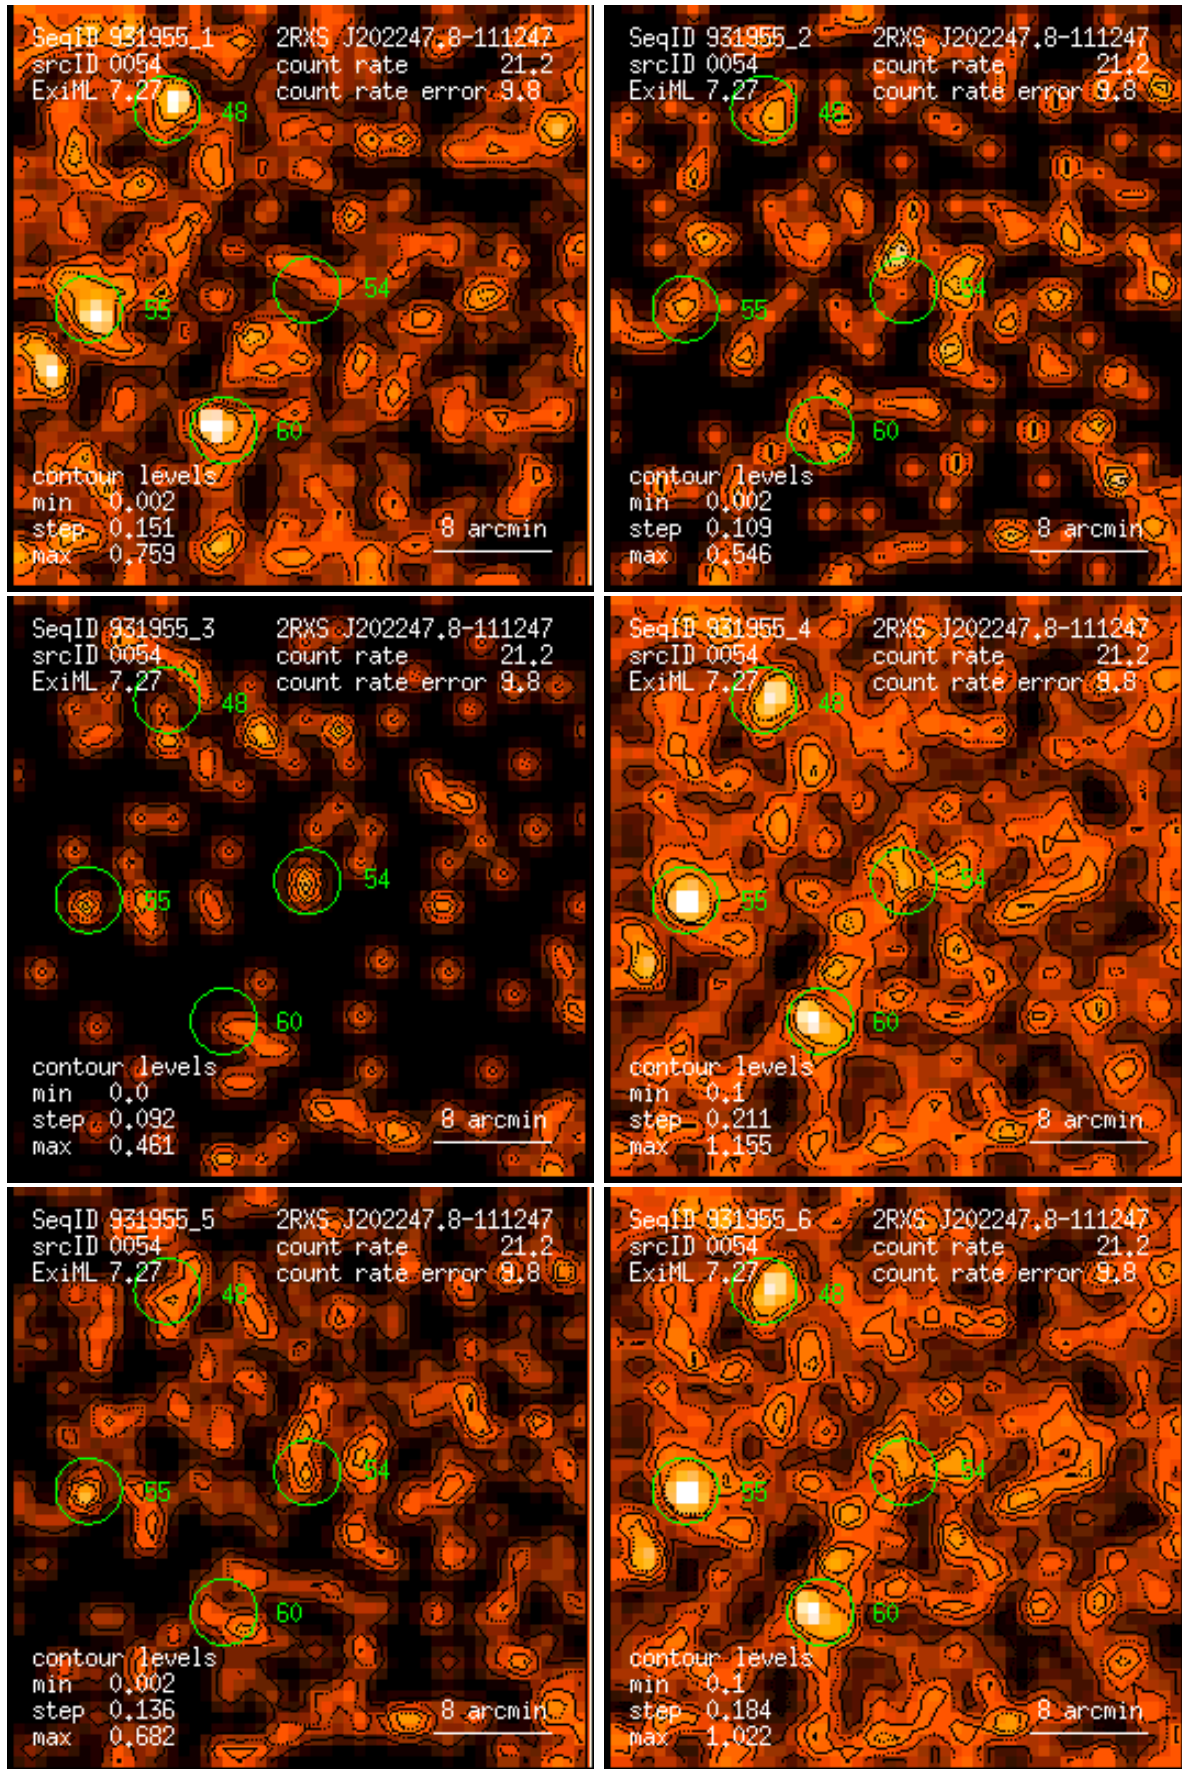 SeqID 931955_1 2RXS J202247.8-111247
srcID 0054 count rate 21.2
ExiML 7.27 count rate error 9.8
48
54
55
60
contour levels
min 0.002
step 0.151 8 arcmin
max 0.759
SeqID 931955_2 2RXS J202247.8-111247
srcID 0054 count rate 21.2
ExiML 7.27 count rate error 9.8
48
54
55
60
contour levels
min 0.002
step 0.109 8 arcmin
max 0.546
SeqID 931955_3 2RXS J202247.8-111247
srcID 0054 count rate 21.2
ExiML 7.27 count rate error 9.8
48
54
55
60
contour levels
min 0.0
step 0.092 8 arcmin
max 0.461
SeqID 931955_4 2RXS J202247.8-111247
srcID 0054 count rate 21.2
ExiML 7.27 count rate error 9.8
48
54
55
60
contour levels
min 0.1
step 0.211 8 arcmin
max 1.155
SeqID 931955_5 2RXS J202247.8-111247
srcID 0054 count rate 21.2
ExiML 7.27 count rate error 9.8
48
54
55
60
contour levels
min 0.002
step 0.136 8 arcmin
max 0.682
SeqID 931955_6 2RXS J202247.8-111247
srcID 0054 count rate 21.2
ExiML 7.27 count rate error 9.8
48
54
55
60
contour levels
min 0.1
step 0.184 8 arcmin
max 1.022